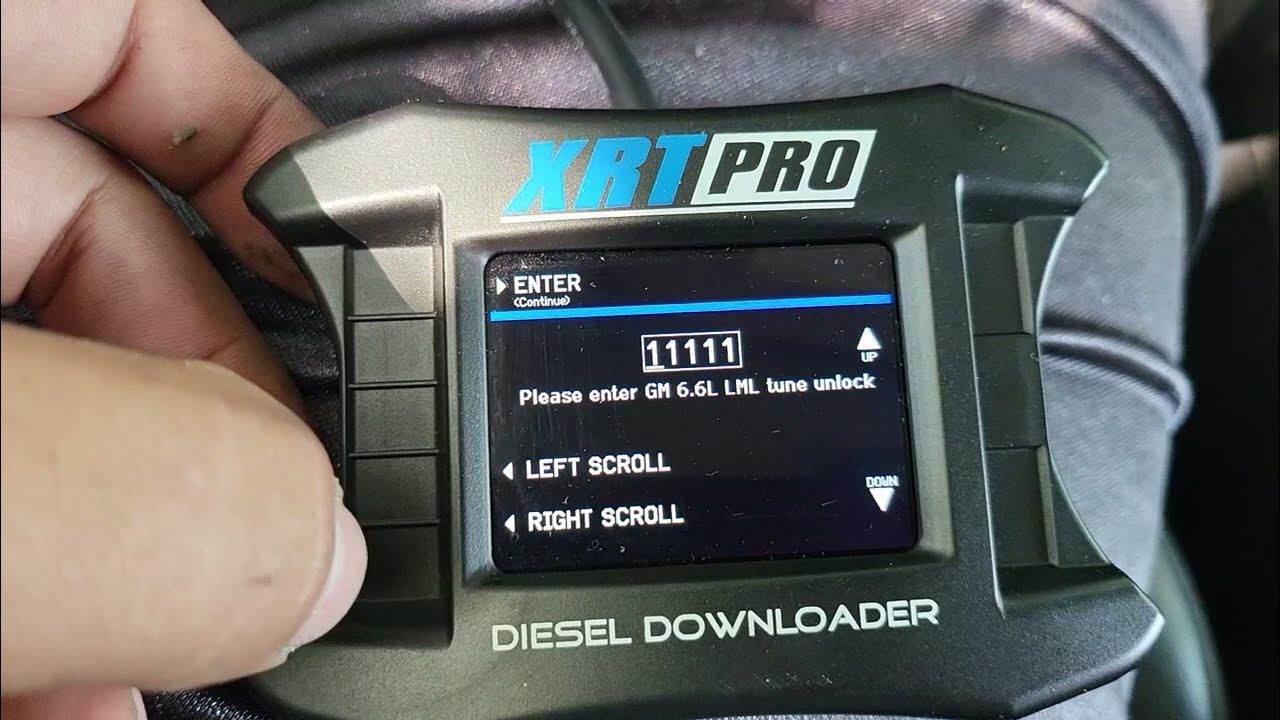 XRT PRO
ENTER
<Continue>
11111
UP
Please enter GM 6.6L LML tune unlock
LEFT SCROLL
DOWN
RIGHT SCROLL
DIESEL DOWNLOADER